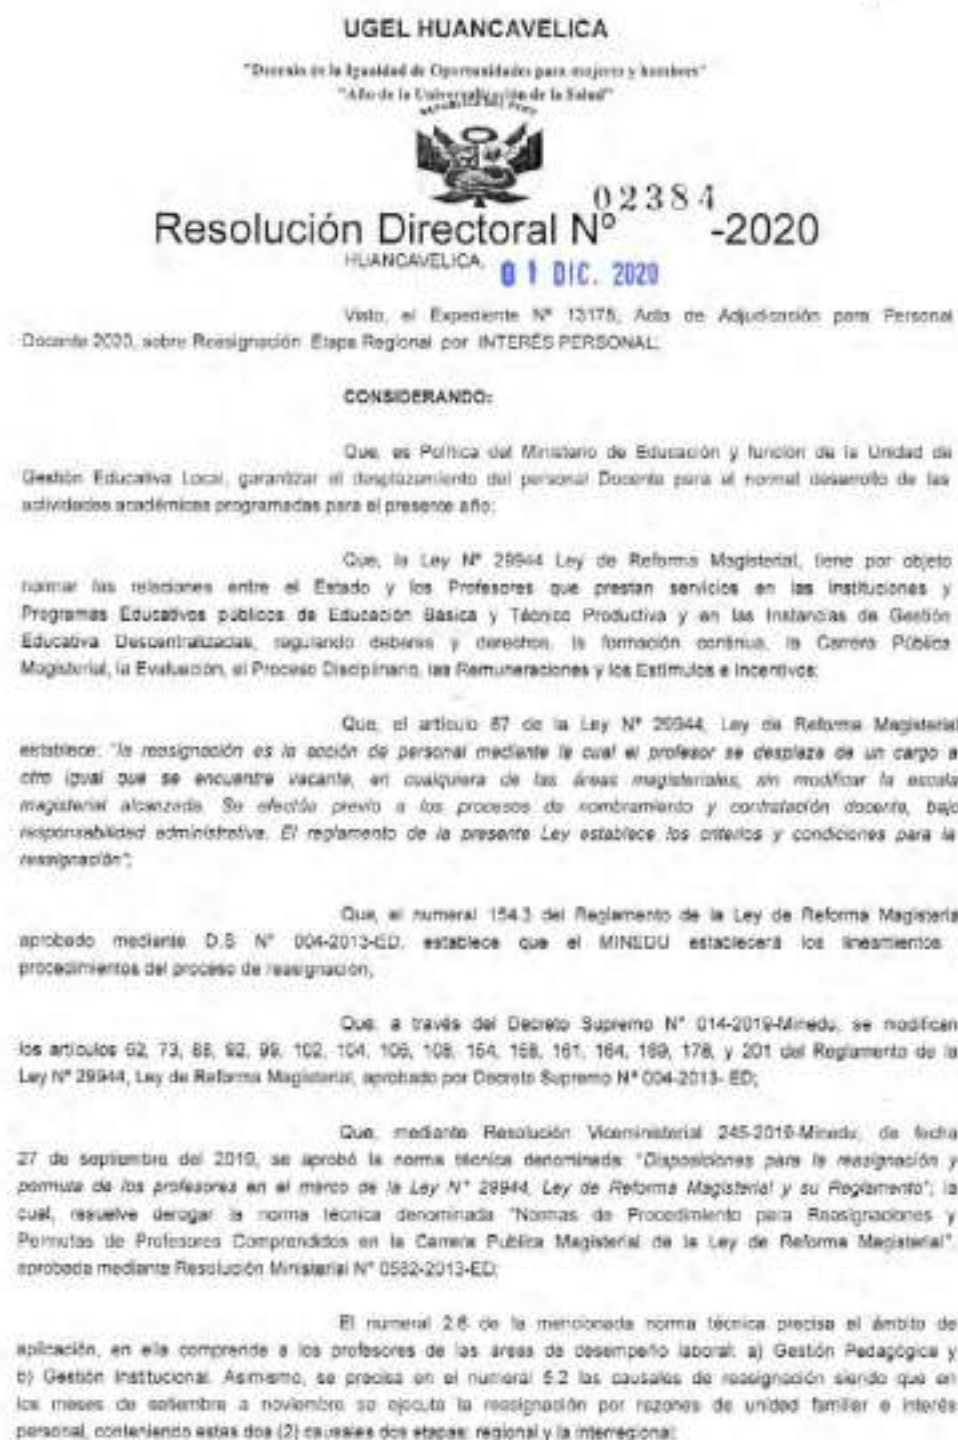 UGEL HUANCAVELICA
"Decenio de la Igualdad de Oportunidades para mujeres y hombres"
"Año de la Universalización de la Salud"
REPUBLICA DEL PERU
02384
Resolución Directoral Nº -2020
HUANCAVELICA, 01 DIC. 2020
Visto, el Expediente Nº 13178, Acta de Adjudicación para Personal
Docente 2020, sobre Reasignación Etapa Regional por INTERÉS PERSONAL;
CONSIDERANDO:
Que, es Política del Ministerio de Educación y función de la Unidad de
Gestión Educativa Local, garantizar el desplazamiento del personal Docente para el normal desarrollo de las
actividades académicas programadas para el presente año;
Que, la Ley Nº 29944 Ley de Reforma Magisterial, tiene por objeto
normar las relaciones entre el Estado y los Profesores que prestan servicios en las Instituciones y
Programas Educativos públicos de Educación Básica y Técnico Productiva y en las Instancias de Gestión
Educativa Descentralizadas, regulando deberes y derechos, la formación continua, la Carrera Pública
Magisterial, la Evaluación, el Proceso Disciplinario, las Remuneraciones y los Estímulos e Incentivos;
Que, el artículo 67 de la Ley Nº 29944, Ley de Reforma Magisterial
establece: "la reasignación es la acción de personal mediante la cual el profesor se desplaza de un cargo a
otro igual que se encuentre vacante, en cualquiera de las áreas magisteriales, sin modificar la escala
magisterial alcanzada. Se efectúa previo a los procesos de nombramiento y contratación docente, bajo
responsabilidad administrativa. El reglamento de la presente Ley establece los criterios y condiciones para la
reasignación";
Que, el numeral 154.3 del Reglamento de la Ley de Reforma Magisteria
aprobado mediante D.S Nº 004-2013-ED, establece que el MINEDU establecerá los lineamientos
procedimientos del proceso de reasignación;
Que, a través del Decreto Supremo Nº 014-2019-Minedu, se modifican
los artículos 62, 73, 88, 92, 99, 102, 104, 106, 108, 154, 158, 161, 164, 169, 178, y 201 del Reglamento de la
Ley Nº 29944, Ley de Reforma Magisterial, aprobado por Decreto Supremo Nº 004-2013- ED;
Que, mediante Resolución Viceministerial 245-2019-Minedu, de fecha
27 de septiembre del 2019, se aprobó la norma técnica denominada: "Disposiciones para la reasignación y
permuta de los profesores en el marco de la Ley Nº 29944, Ley de Reforma Magisterial y su Reglamento"; la
cual, resuelve derogar la norma técnica denominada "Normas de Procedimiento para Reasignaciones y
Permutas de Profesores Comprendidos en la Carrera Publica Magisterial de la Ley de Reforma Magisterial",
aprobada mediante Resolución Ministerial Nº 0582-2013-ED;
El numeral 2.6 de la mencionada norma técnica precisa el ámbito de
aplicación, en ella comprende a los profesores de las áreas de desempeño laboral: a) Gestión Pedagógica y
b) Gestión Institucional. Asimismo, se precisa en el numeral 5.2 las causales de reasignación siendo que en
los meses de setiembre a noviembre se ejecuta la reasignación por razones de unidad familiar e interés
personal, conteniendo estas dos (2) causales dos etapas: regional y la interregional;